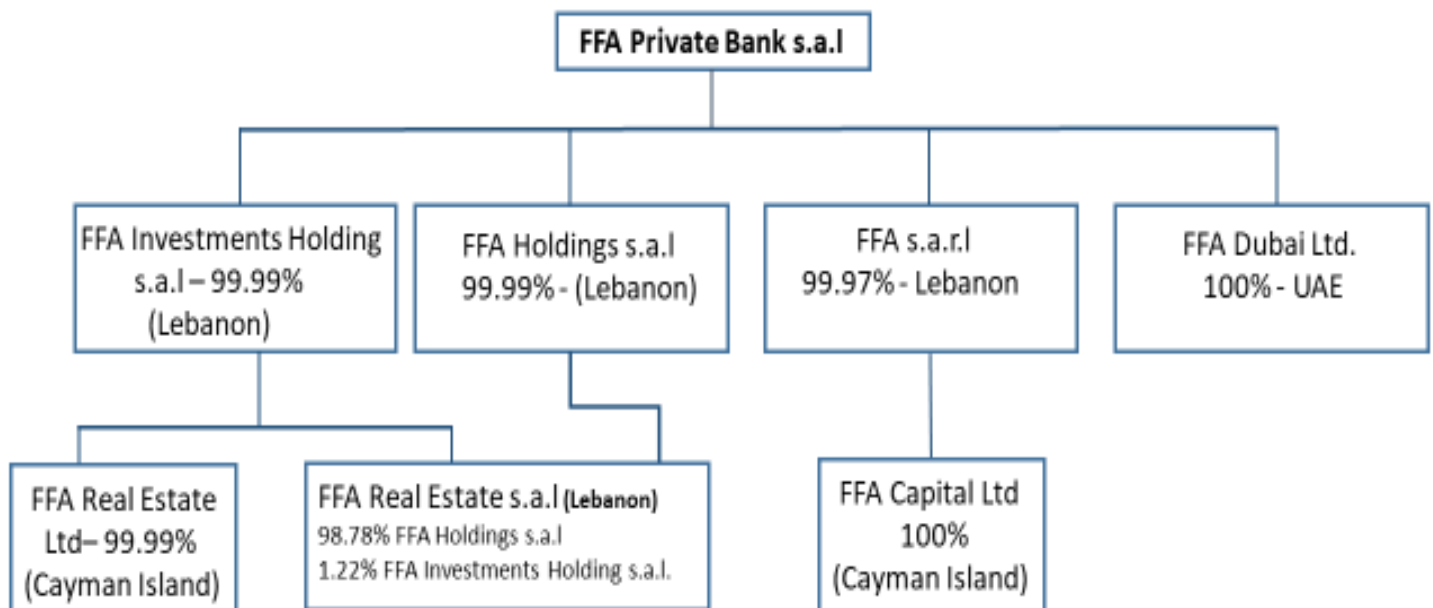 FFA Private Bank s.a.l
FFA Investments Holding
s.a.l – 99.99%
(Lebanon)
FFA Holdings s.a.l
99.99% - (Lebanon)
FFA s.a.r.l
99.97% - Lebanon
FFA Dubai Ltd.
100% - UAE
FFA Real Estate
Ltd– 99.99%
(Cayman Island)
FFA Real Estate s.a.l (Lebanon)
98.78% FFA Holdings s.a.l
1.22% FFA Investments Holding s.a.l.
FFA Capital Ltd
100%
(Cayman Island)